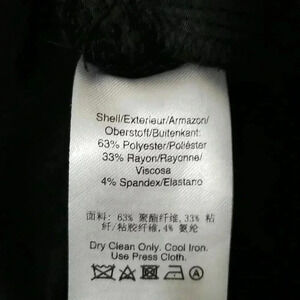 Shell/Exterieur/Armazon/
Oberstoff/Buitenkant:
63% Polyester/Poliéster
33% Rayon/Rayonne/
Viscosa
4% Spandex/Elastano
面料: 63% 聚酯纤维, 33% 粘
纤/粘胶纤维, 4% 氨纶
Dry Clean Only. Cool Iron.
Use Press Cloth.
A